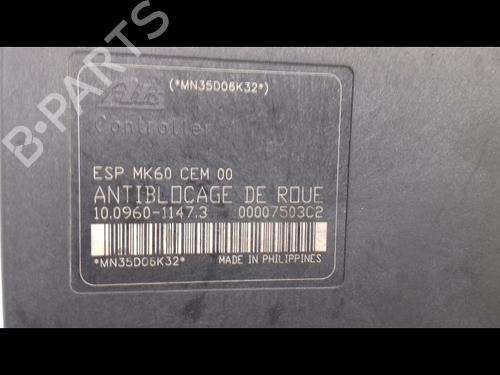 (*MN35D06K32*)
Ate
Controller
ESP MK60 CEM 00
ANTIBLOCAGE DE ROUE
10.0960-1147.3 00007503C2
*MN35D06K32* MADE IN PHILIPPINES
B-PARTS